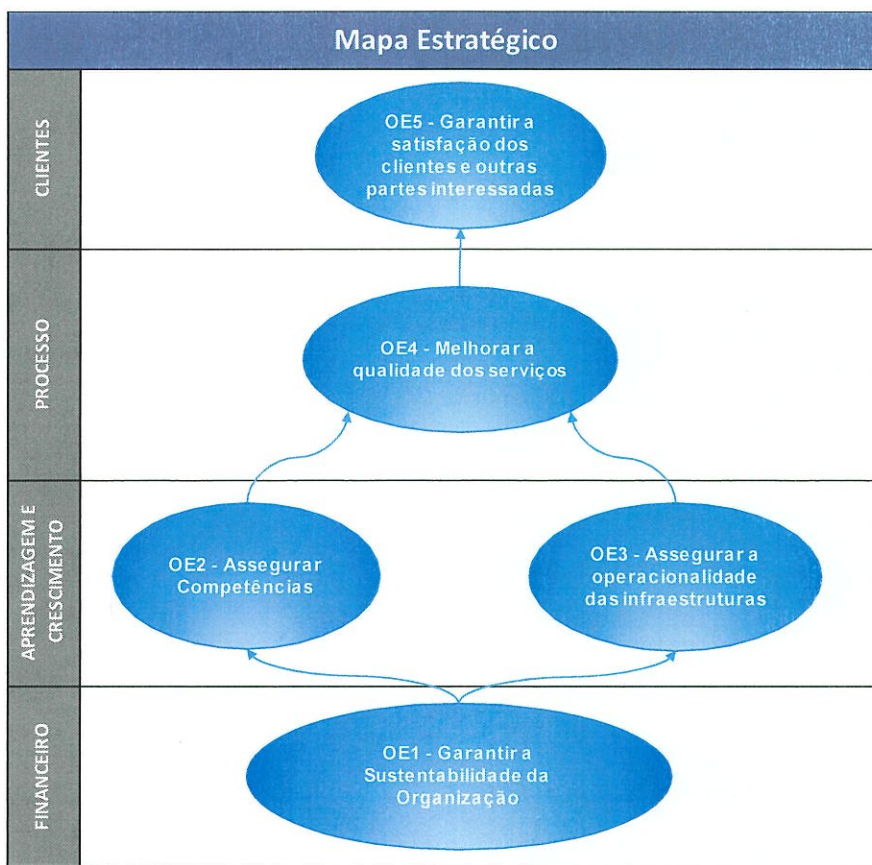 Mapa Estratégico
CLIENTES
OE5 - Garantir a
satisfação dos
clientes e outras
partes interessadas
PROCESSO
OE4 - Melhorar a
qualidade dos serviços
APRENDIZAGEM E
CRESCIMENTO
OE2 - Assegurar
Competências
OE3 - Assegurar a
operacionalidade
das infraestruturas
FINANCEIRO
OE1 - Garantir a
Sustentabilidade da
Organização